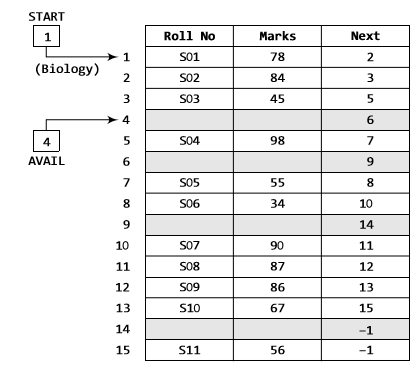 START
1
(Biology)
Roll No Marks Next
1 S01 78 2
2 S02 84 3
3 S03 45 5
4 6
5 S04 98 7
6 9
7 S05 55 8
8 S06 34 10
9 14
10 S07 90 11
11 S08 87 12
12 S09 86 13
13 S10 67 15
14 −1
15 S11 56 −1
4
AVAIL